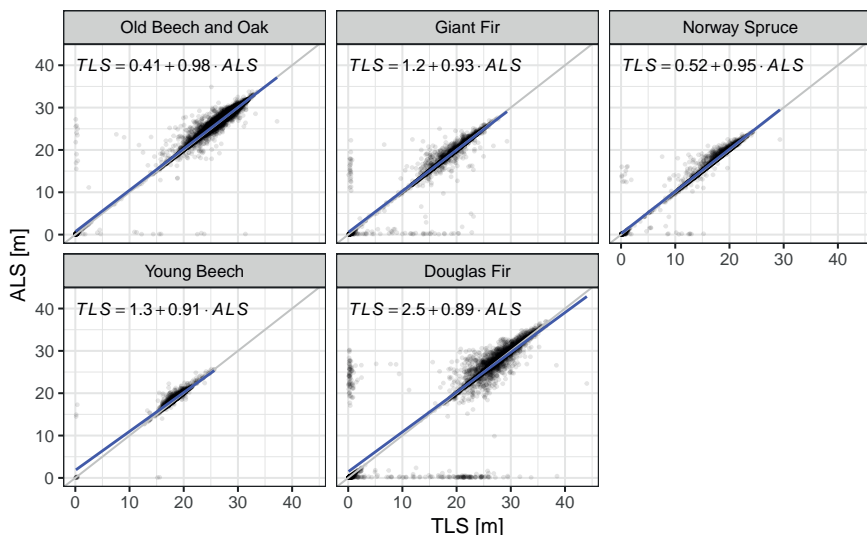 Old Beech and Oak
Giant Fir
Norway Spruce
TLS = 0.41 + 0.98 · ALS
TLS = 1.2 + 0.93 · ALS
TLS = 0.52 + 0.95 · ALS
40
30
20
10
0
0 10 20 30 40
Young Beech
Douglas Fir
TLS = 1.3 + 0.91 · ALS
TLS = 2.5 + 0.89 · ALS
40
30
20
10
0
0 10 20 30 40
0 10 20 30 40
ALS [m]
TLS [m]